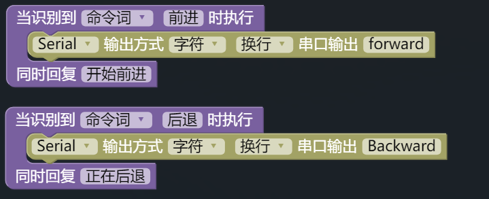 当识别到 命令词 前进 时执行
Serial 输出方式 字符 换行 串口输出 forward
同时回复 开始前进
当识别到 命令词 后退 时执行
Serial 输出方式 字符 换行 串口输出 Backward
同时回复 正在后退